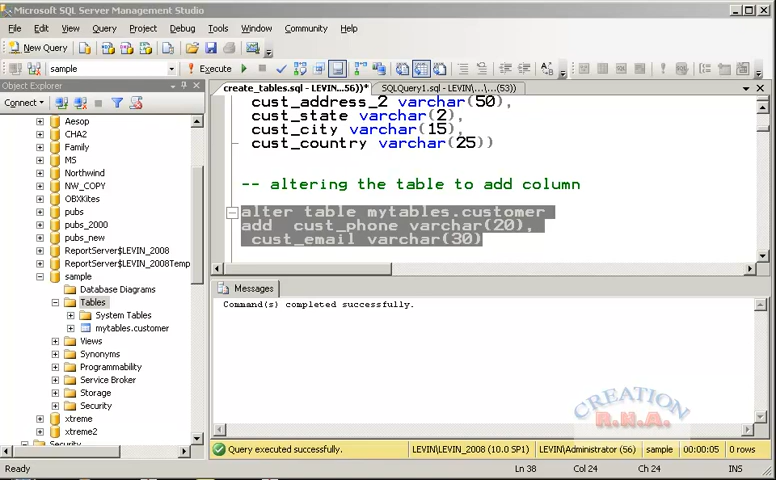 Microsoft SQL Server Management Studio
File Edit View Query Project Debug Tools Window Community Help
New Query
sample Execute
Object Explorer
create_tables.sql - LEVIN...56))* SQLQuery1.sql - LEVIN\...\...(53))
Connect
Aesop
CHA2
Family
MS
Northwind
NW_COPY
OBXKites
pubs
pubs_2000
pubs_new
ReportServer$LEVIN_2008
ReportServer$LEVIN_2008Temp
sample
Database Diagrams
Tables
System Tables
mytables.customer
Views
Synonyms
Programmability
Service Broker
Storage
Security
xtreme
xtreme2
Security
cust_address_2 varchar(50),
cust_state varchar(2),
cust_city varchar(15),
cust_country varchar(25))
-- altering the table to add column
alter table mytables.customer
add cust_phone varchar(20),
cust_email varchar(30)
Messages
Command(s) completed successfully.
CREATION
R.N.A.
Query executed successfully. LEVIN\LEVIN_2008 (10.0 SP1) LEVIN\Administrator (56) sample 00:00:05 0 rows
Ready Ln 38 Col 24 Ch 24 INS